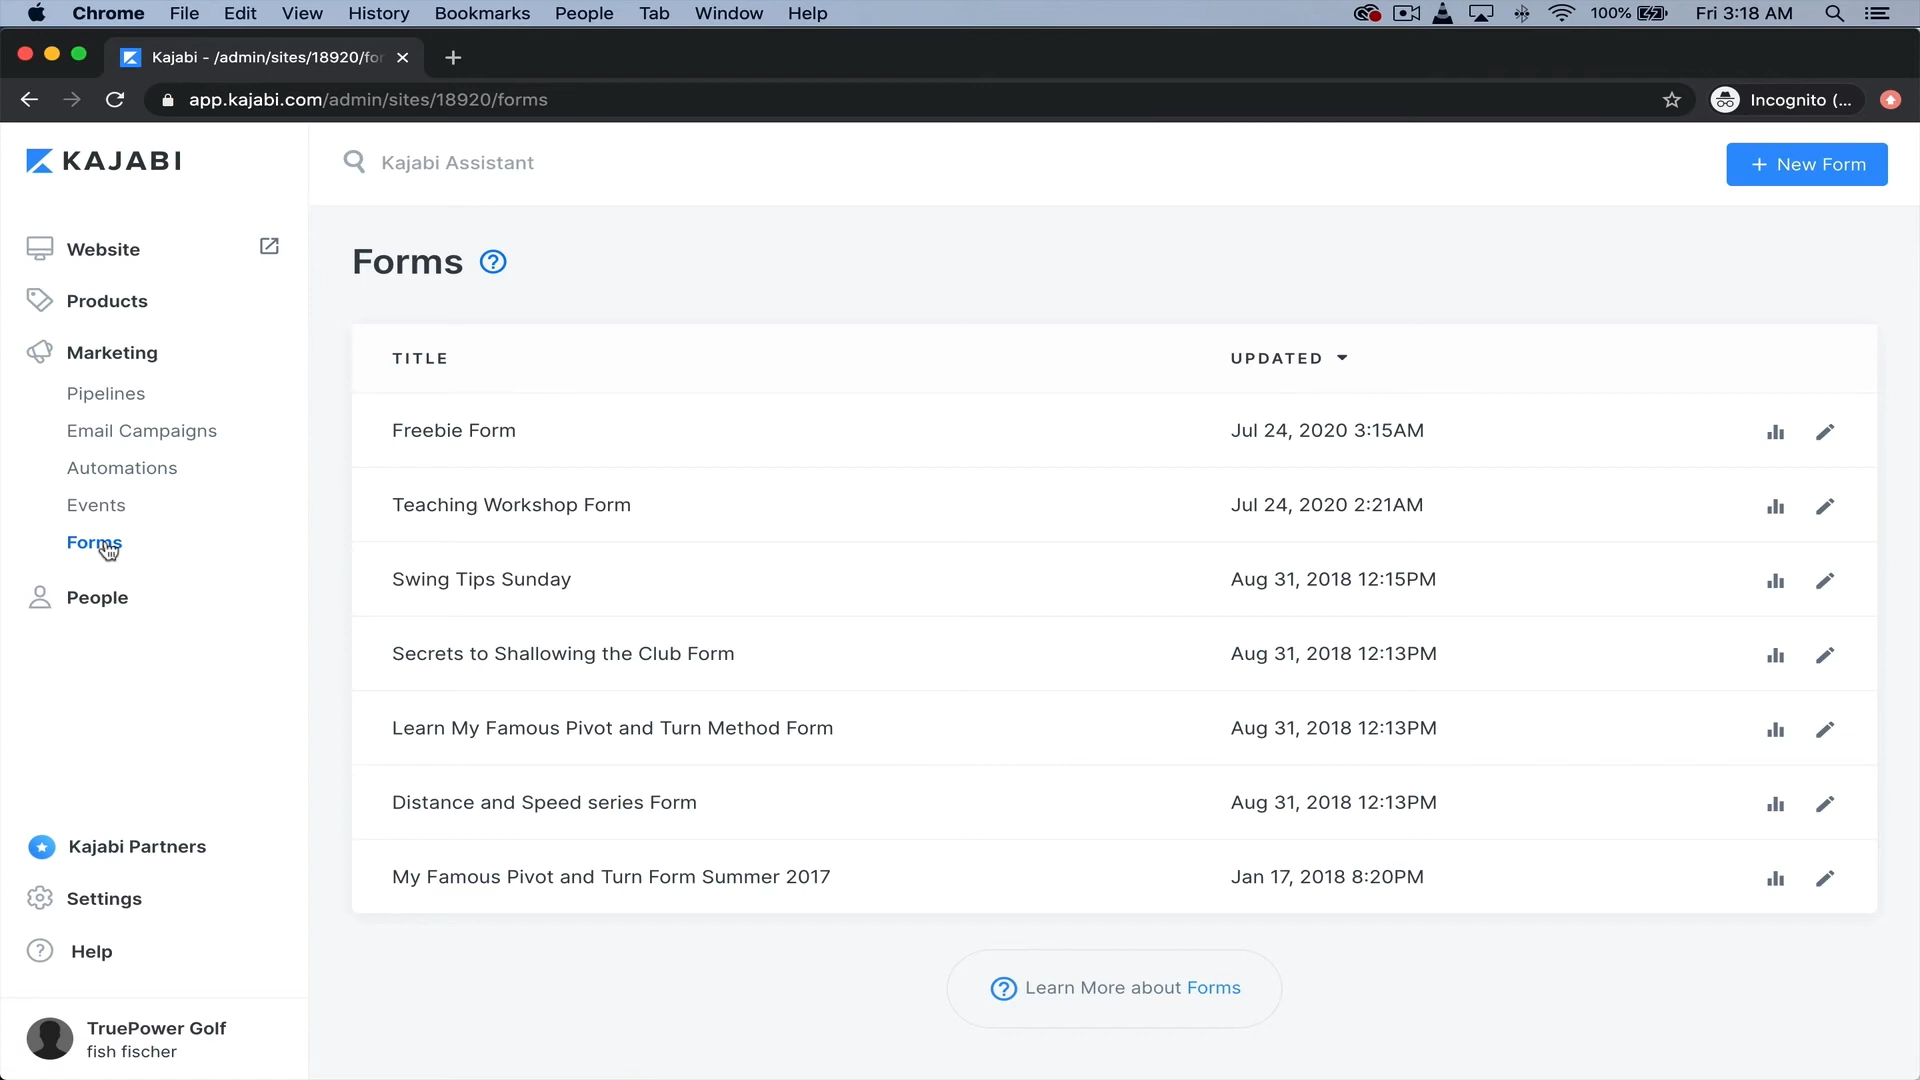 Chrome File Edit View History Bookmarks People Tab Window Help 100% Fri 3:18 AM
Kajabi - /admin/sites/18920/for
app.kajabi.com/admin/sites/18920/forms Incognito (...
KAJABI
Kajabi Assistant
+ New Form
Website
Products
Marketing
Pipelines
Email Campaigns
Automations
Events
Forms
People
Kajabi Partners
Settings
? Help
TruePower Golf
fish fischer
Forms ?
TITLE UPDATED
Freebie Form Jul 24, 2020 3:15AM
Teaching Workshop Form Jul 24, 2020 2:21AM
Swing Tips Sunday Aug 31, 2018 12:15PM
Secrets to Shallowing the Club Form Aug 31, 2018 12:13PM
Learn My Famous Pivot and Turn Method Form Aug 31, 2018 12:13PM
Distance and Speed series Form Aug 31, 2018 12:13PM
My Famous Pivot and Turn Form Summer 2017 Jan 17, 2018 8:20PM
? Learn More about Forms